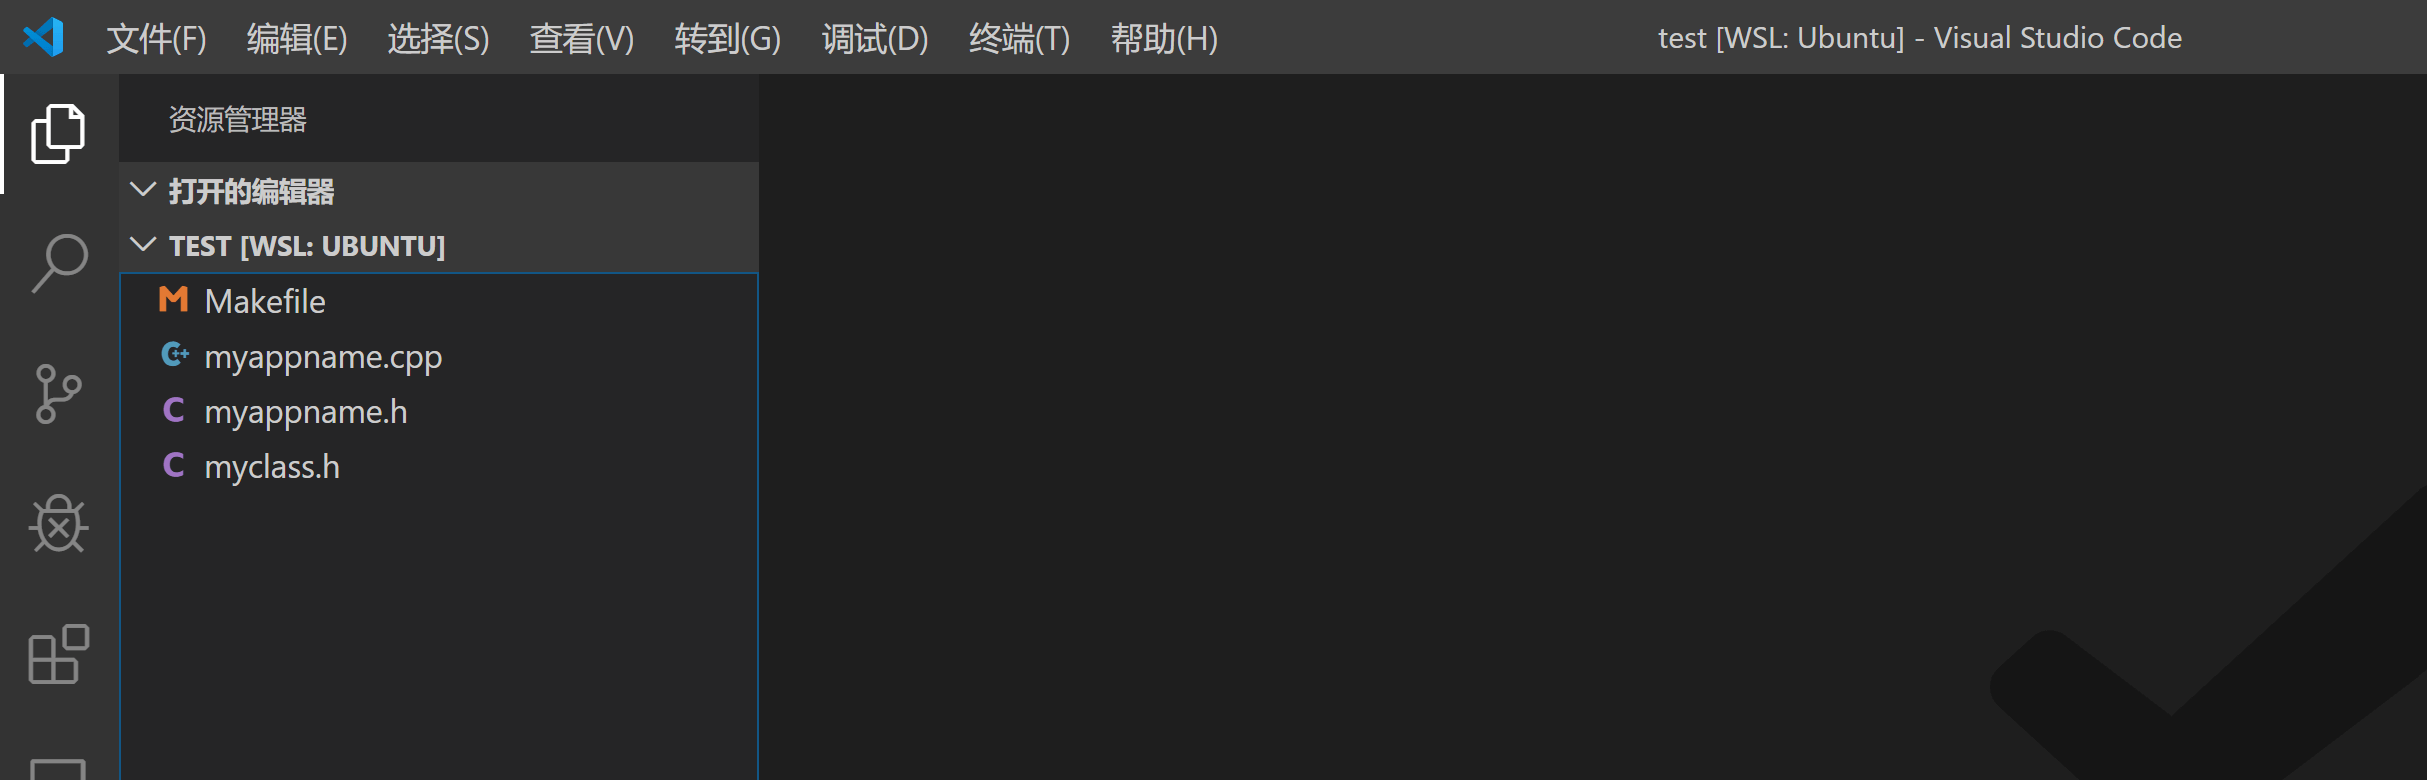 文件(F) 编辑(E) 选择(S) 查看(V) 转到(G) 调试(D) 终端(T) 帮助(H) test [WSL: Ubuntu] - Visual Studio Code
资源管理器
打开的编辑器
TEST [WSL: UBUNTU]
Makefile
myappname.cpp
myappname.h
myclass.h